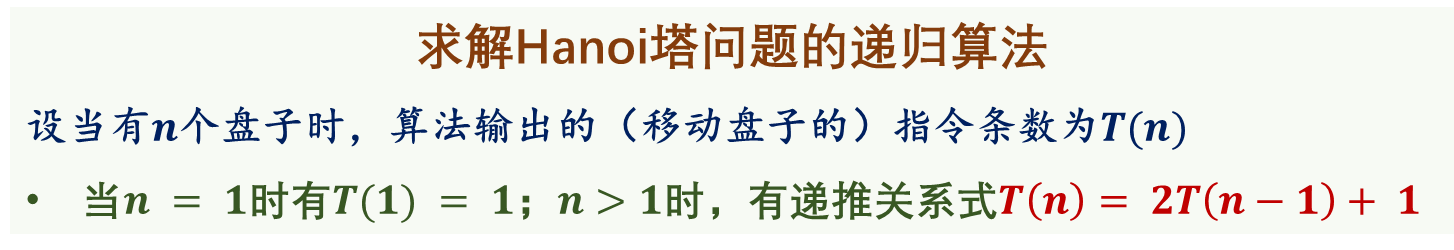 求解Hanoi塔问题的递归算法
设当有n个盘子时，算法输出的（移动盘子的）指令条数为T(n)
• 当n = 1时有T(1) = 1；n > 1时，有递推关系式T(n) = 2T(n − 1) + 1